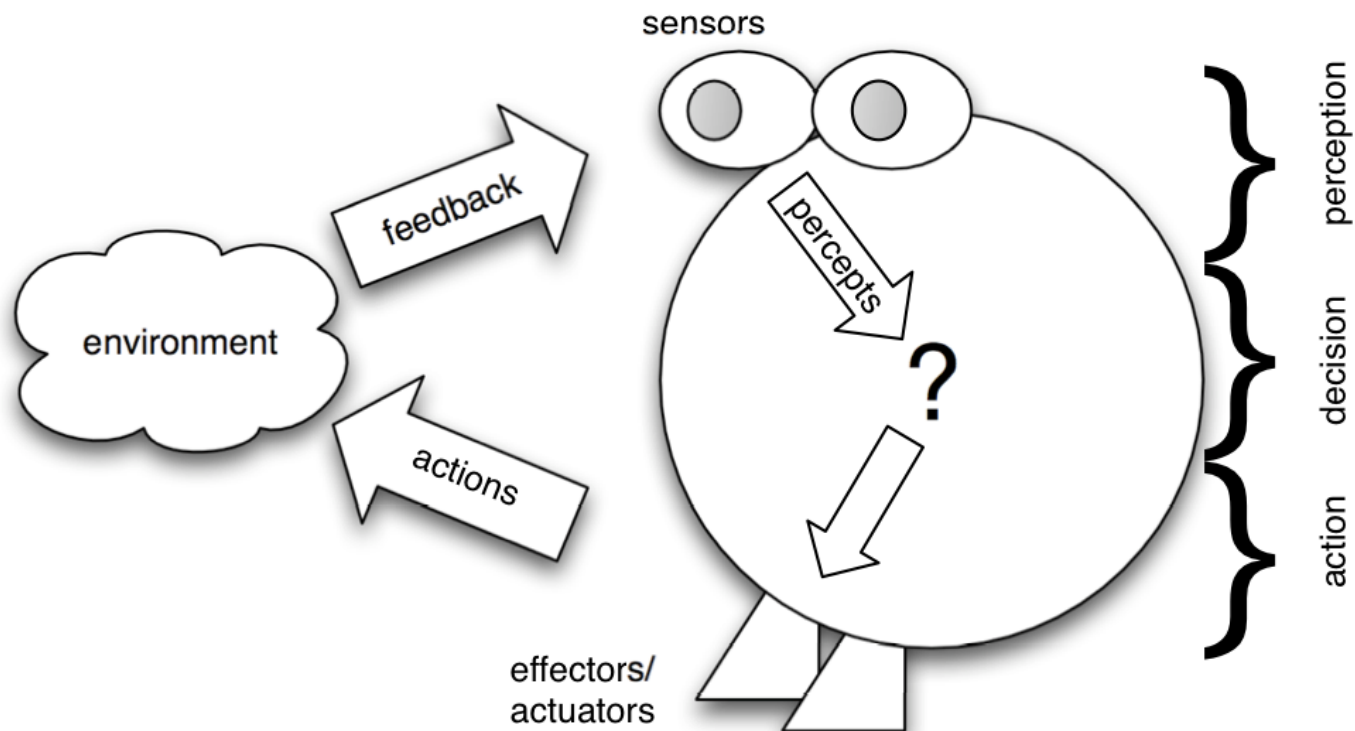 sensors
feedback
percepts
environment
?
actions
effectors/
actuators
perception
decision
action